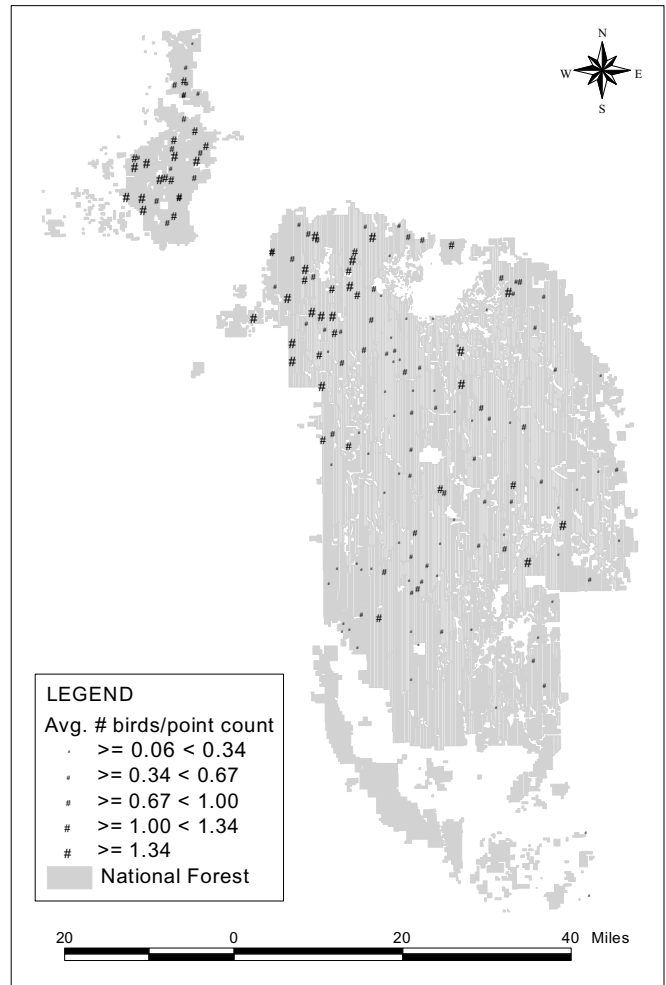 N
W E
S
LEGEND
Avg. # birds/point count
# >= 0.06 < 0.34
# >= 0.34 < 0.67
# >= 0.67 < 1.00
# >= 1.00 < 1.34
# >= 1.34
National Forest
20 0 20 40 Miles